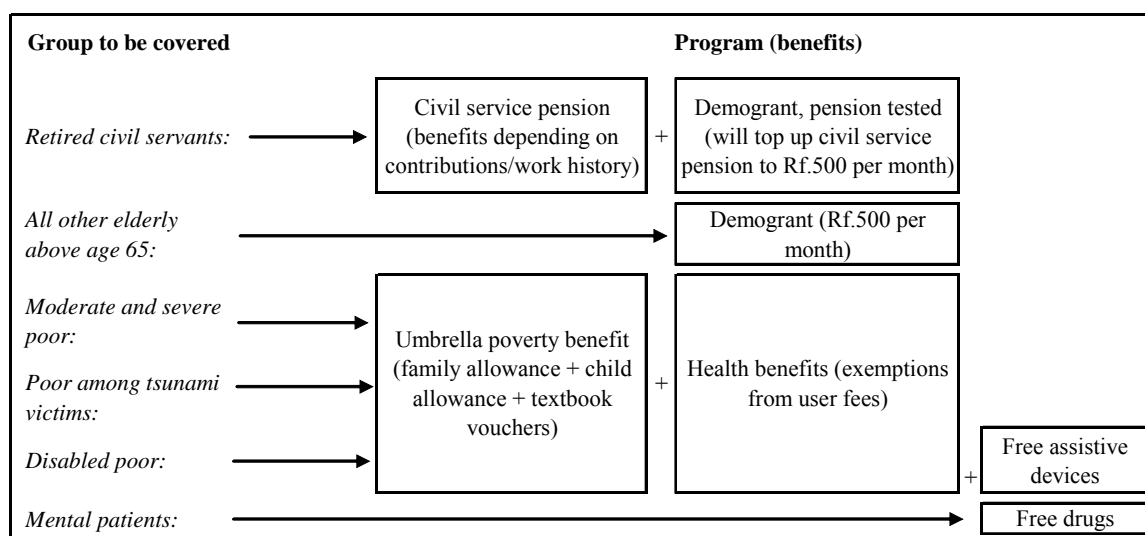 Group to be covered
Program (benefits)
Retired civil servants:
Civil service pension
(benefits depending on
contributions/work history)
+
Demogrant, pension tested
(will top up civil service
pension to Rf.500 per month)
All other elderly
above age 65:
Demogrant (Rf.500 per
month)
Moderate and severe
poor:
Poor among tsunami
victims:
Disabled poor:
Umbrella poverty benefit
(family allowance + child
allowance + textbook
vouchers)
+
Health benefits (exemptions
from user fees)
+
Free assistive
devices
Mental patients:
Free drugs